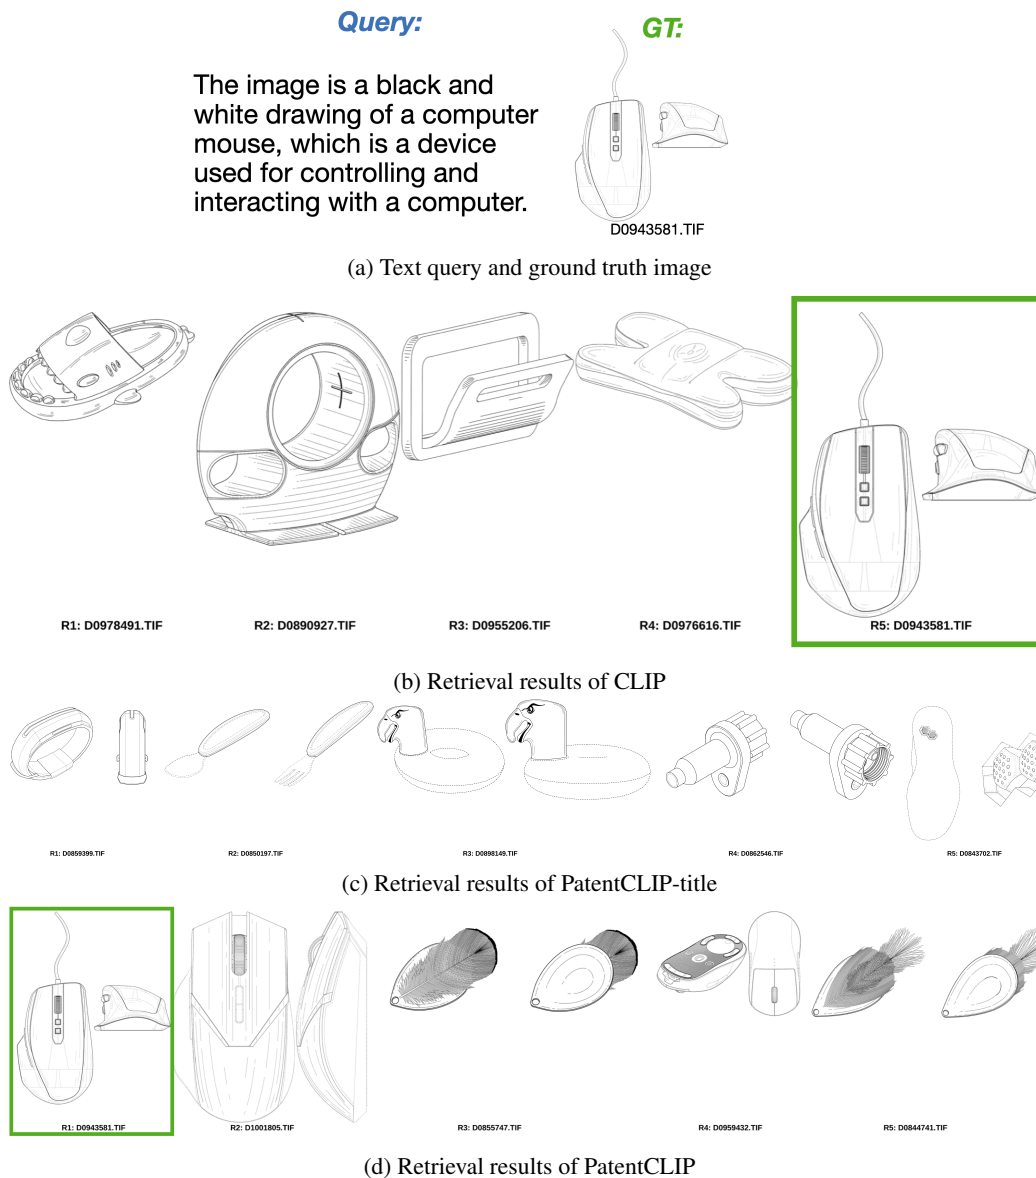 Query:
GT:
The image is a black and
white drawing of a computer
mouse, which is a device
used for controlling and
interacting with a computer.
D0943581.TIF
(a) Text query and ground truth image
R1: D0978491.TIF
R2: D0890927.TIF
R3: D0955206.TIF
R4: D0976616.TIF
R5: D0943581.TIF
(b) Retrieval results of CLIP
R1: D0859399.TIF
R2: D0850197.TIF
R3: D0898149.TIF
R4: D0862546.TIF
R5: D0843702.TIF
(c) Retrieval results of PatentCLIP-title
R1: D0943581.TIF
R2: D1001805.TIF
R3: D0855747.TIF
R4: D0959432.TIF
R5: D0844741.TIF
(d) Retrieval results of PatentCLIP